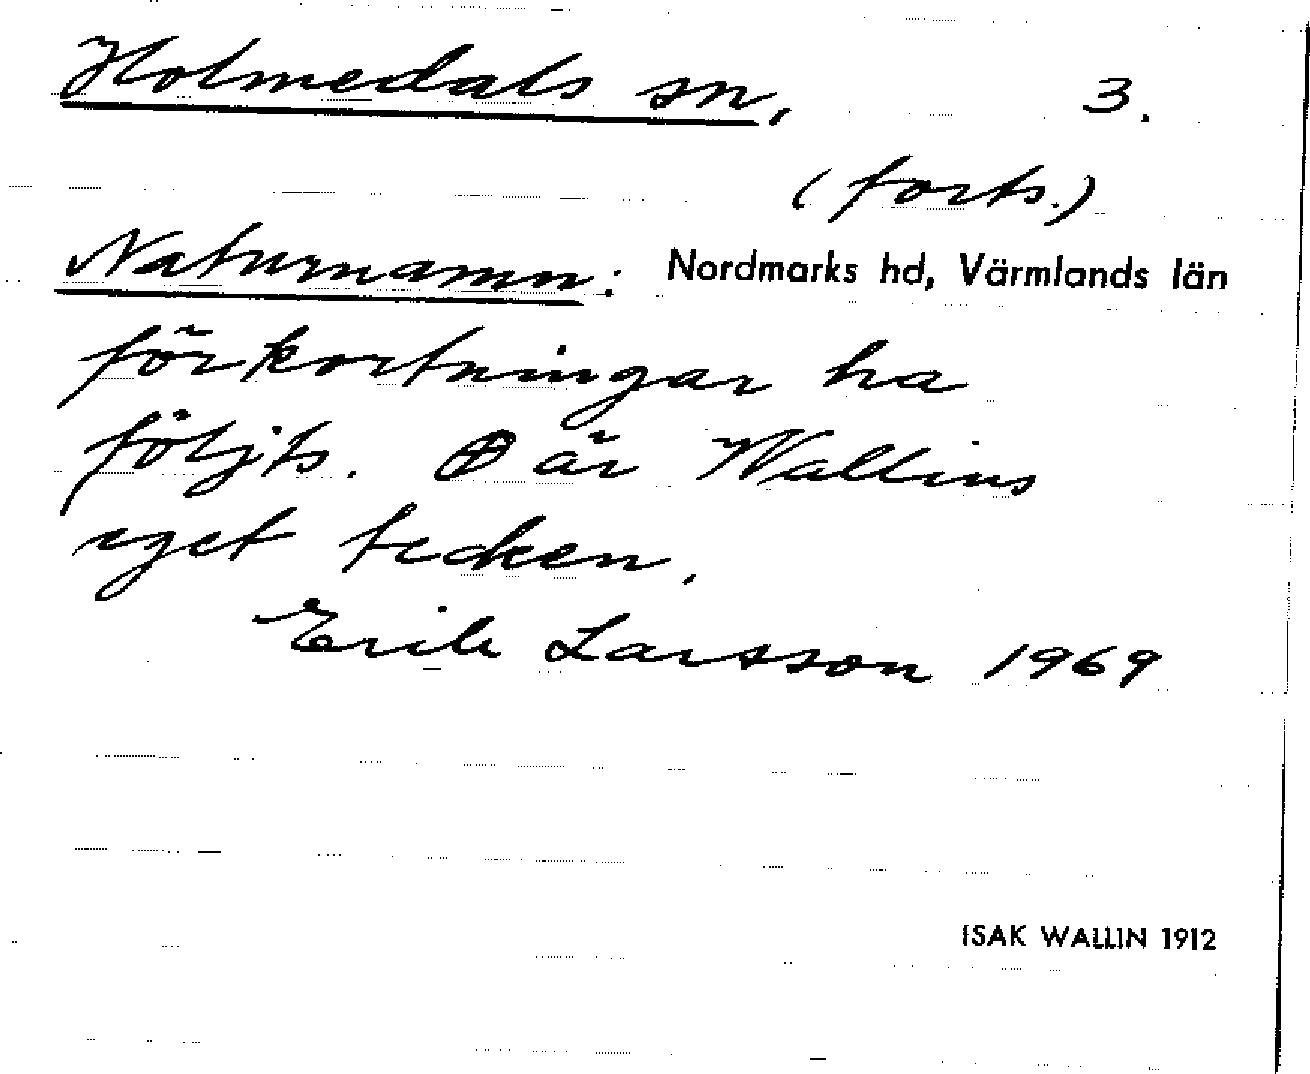 Holmedals sn, 3.
(forts.)
Naturnamn: Nordmarks hd, Värmlands län
förkortningar ha
följts. ⊕ är Wallins
eget tecken.
Erik Larsson 1969
ISAK WALLIN 1912